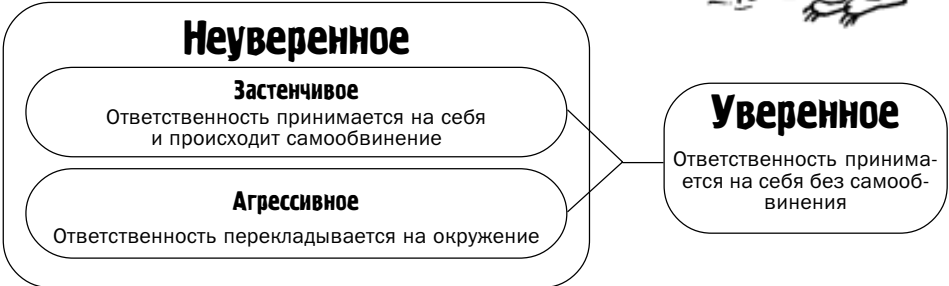 Неуверенное
Застенчивое
Ответственность принимается на себя
и происходит самообвинение
Агрессивное
Ответственность перекладывается на окружение
Уверенное
Ответственность принима-
ется на себя без самооб-
винения